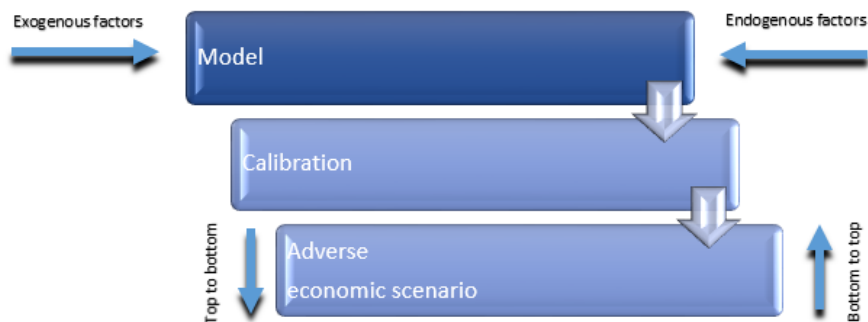 Exogenous factors
Endogenous factors
Model
Calibration
Top to bottom
Adverse
economic scenario
Bottom to top